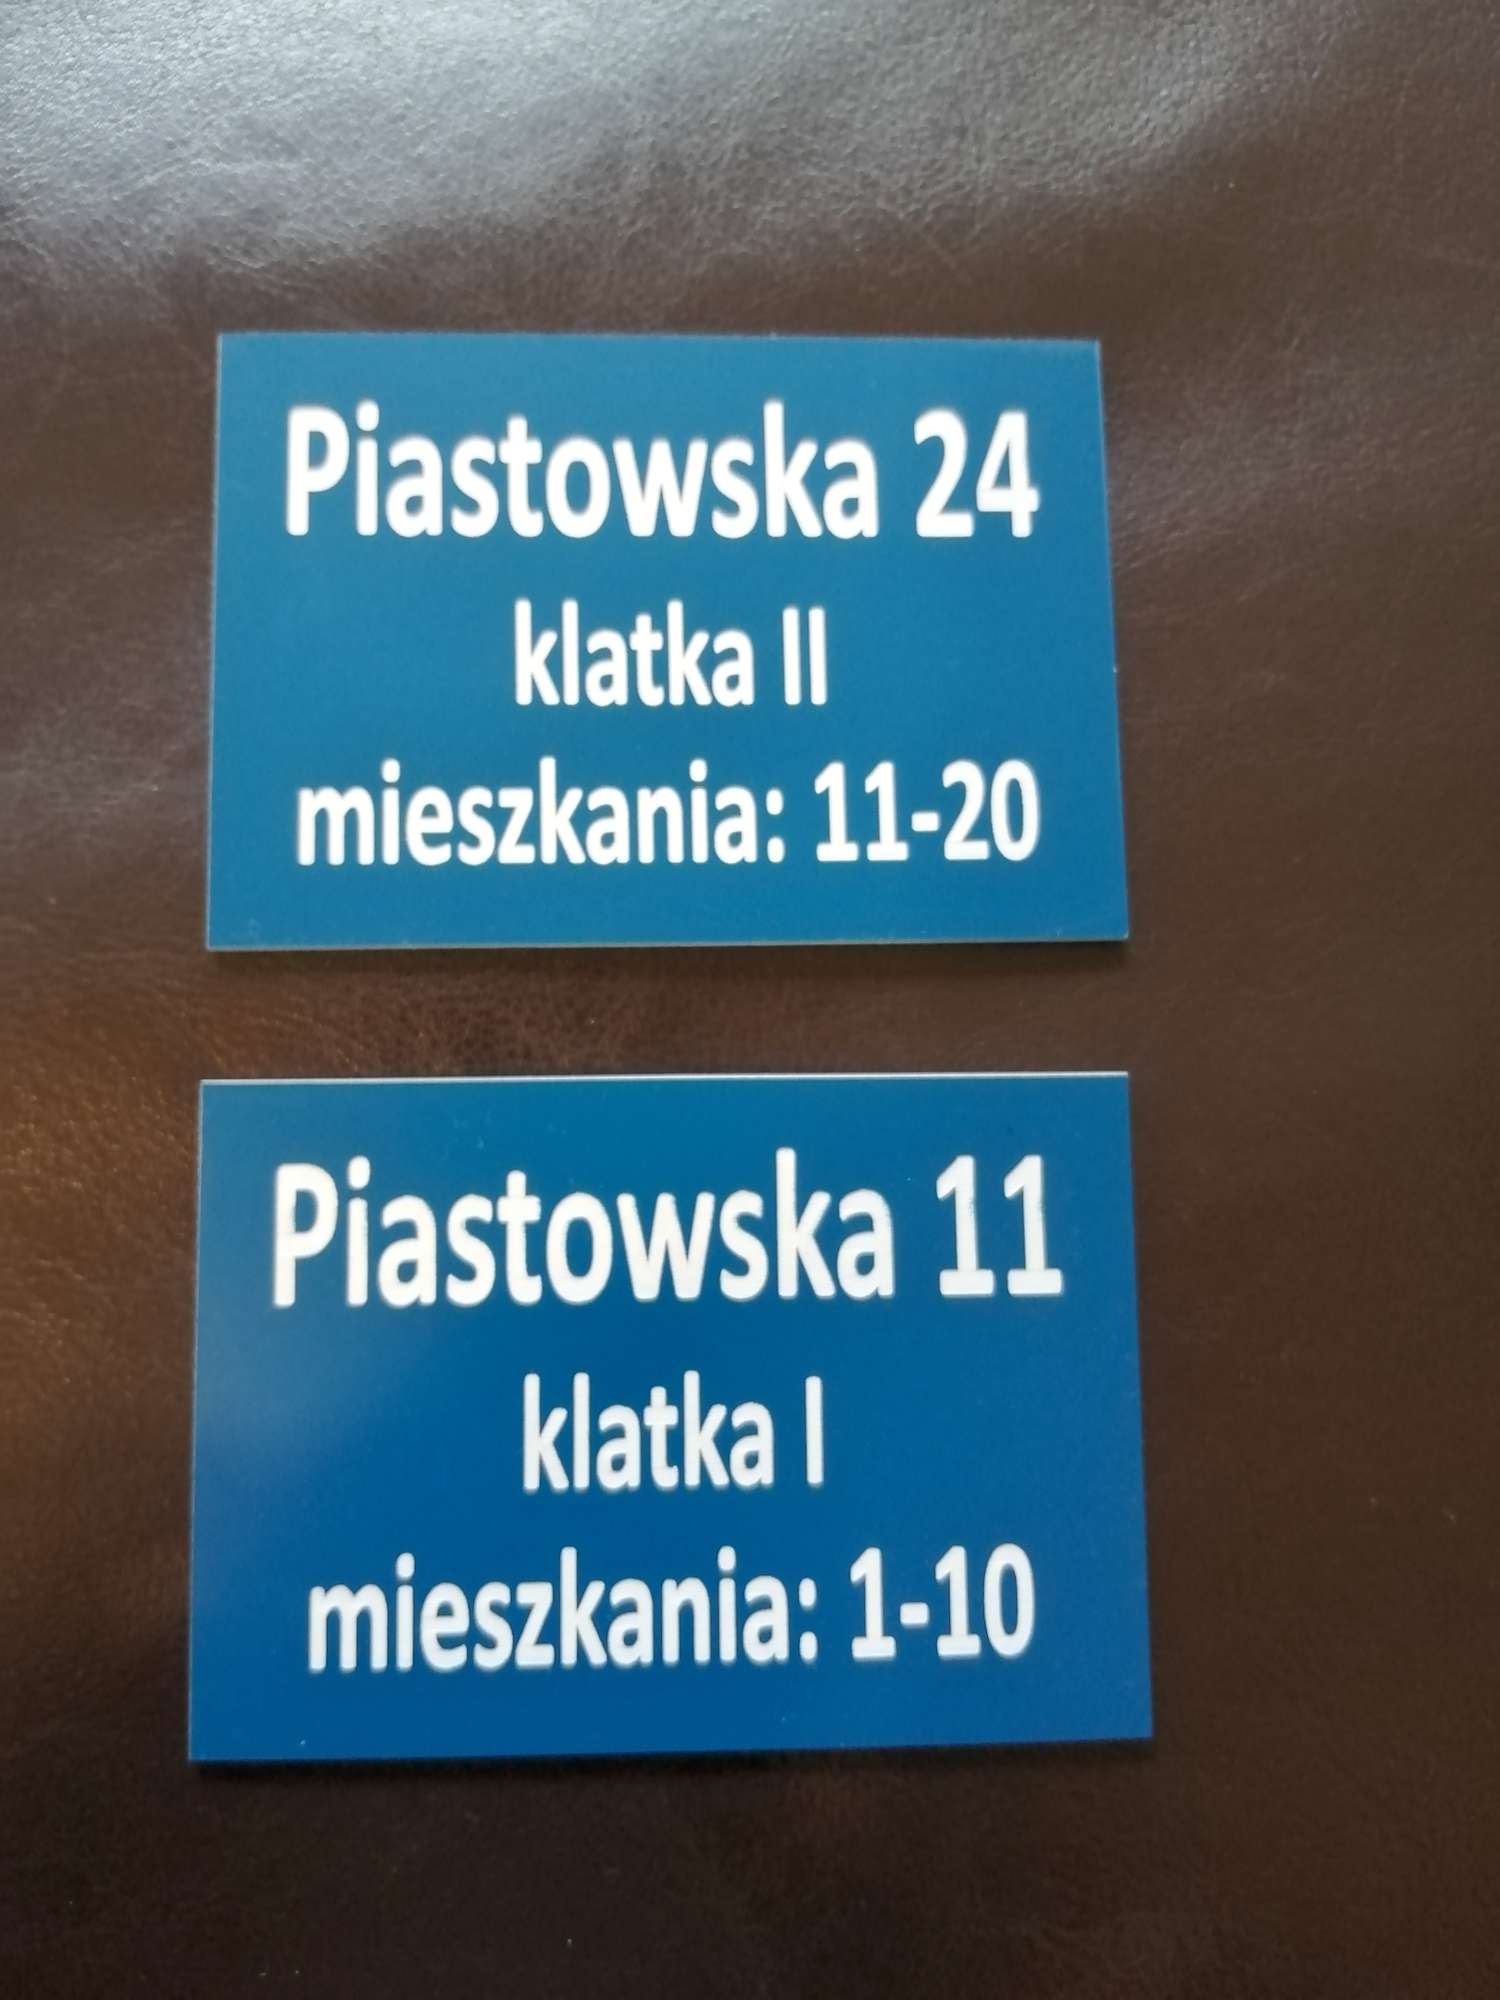 Piastowska 24
klatka II
mieszkania: 11-20
Piastowska 11
klatka I
mieszkania: 1-10